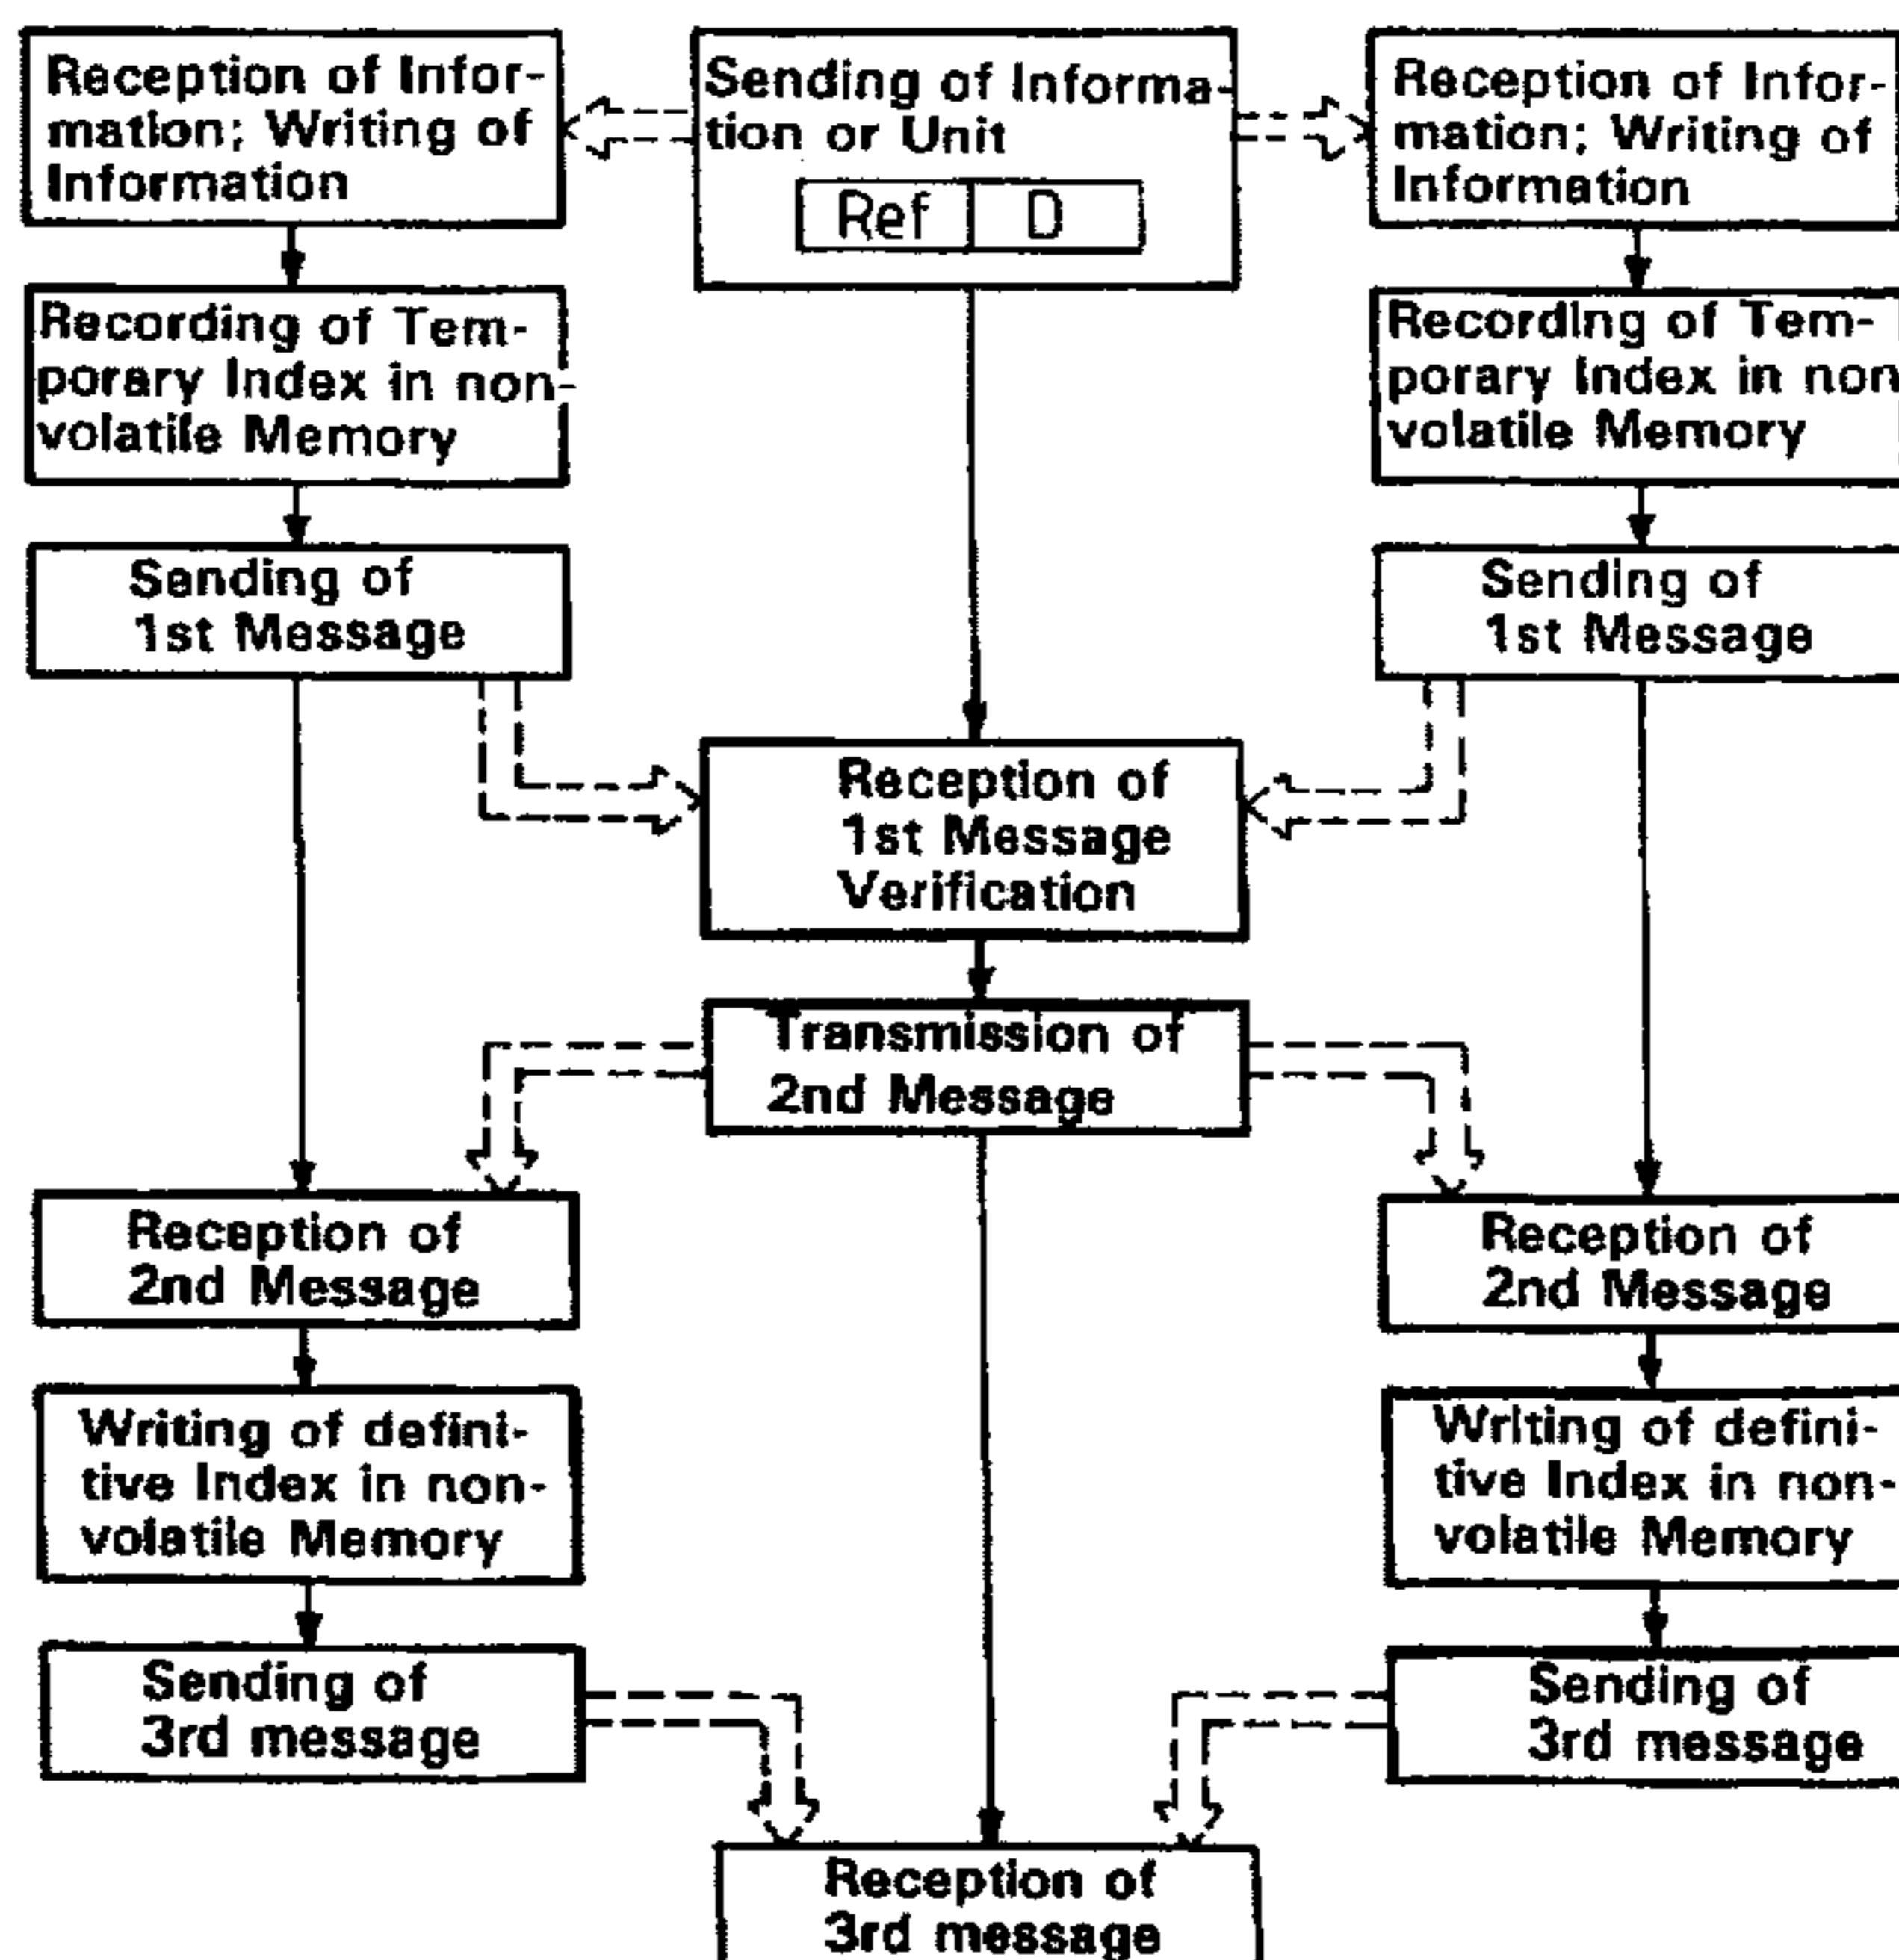 Reception of Infor-
mation; Writing of
Information
Sending of Informa-
tion or Unit
Ref D
Reception of Infor-
mation; Writing of
Information
Recording of Tem-
porary Index in non-
volatile Memory
Recording of Tem-
porary Index in non
volatile Memory
Sending of
1st Message
Sending of
1st Message
Reception of
1st Message
Verification
Transmission of
2nd Message
Reception of
2nd Message
Reception of
2nd Message
Writing of defini-
tive Index in non-
volatile Memory
Writing of defini-
tive Index in non-
volatile Memory
Sending of
3rd message
Sending of
3rd message
Reception of
3rd message